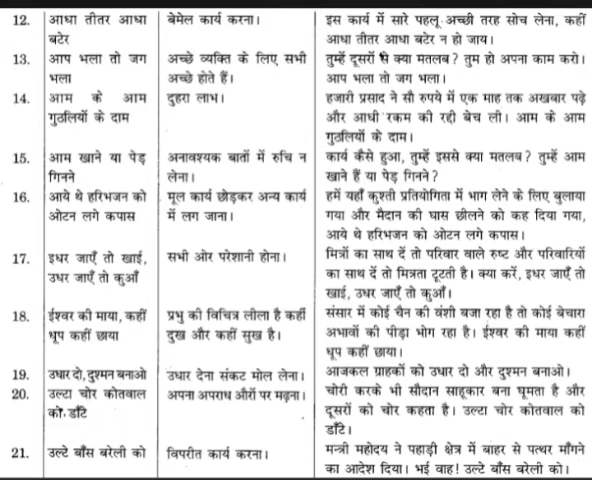 12. आधा तीतर आधा बेमेल कार्य करना। इस कार्य में सारे पहलू अच्छी तरह सोच लेना, कहीं
बटेर आधा तीतर आधा बटेर न हो जाय।
13. आप भला तो जग अच्छे व्यक्ति के लिए सभी तुम्हें दूसरों से क्या मतलब? तुम हो अपना काम करो।
भला अच्छे होते हैं। आप भला तो जग भला।
14. आम के आम दुहरा लाभ। हजारी प्रसाद ने सौ रुपये में एक माह तक अखबार पढ़े
गुठलियों के दाम और आधी रकम की रद्दी बेच ली। आम के आम
गुठलियों के दाम।
15. आम खाने या पेड़ अनावश्यक बातों में रुचि न कार्य कैसे हुआ, तुम्हें इससे क्या मतलब? तुम्हें आम
गिनने लेना। खाने हैं या पेड़ गिनने?
16. आये थे हरिभजन को मूल कार्य छोड़कर अन्य कार्य हमें यहाँ कुश्ती प्रतियोगिता में भाग लेने के लिए बुलाया
ओटन लगे कपास में लग जाना। गया और मैदान की घास छीलने को कह दिया गया,
आये थे हरिभजन को ओटन लगे कपास।
17. इधर जाएँ तो खाई, सभी ओर परेशानी होना। मित्रों का साथ दें तो परिवार वाले रुष्ट और परिवारियों
उधर जाएँ तो कुआँ का साथ दें तो मित्रता टूटती है। क्या करें, इधर जाएँ तो
खाई, उधर जाएँ तो कुआँ।
18. ईश्वर की माया, कहीं प्रभु की विचित्र लीला है कहीं संसार में कोई चैन की वंशी बजा रहा है तो कोई बेचारा
धूप कहीं छाया दुख और कहीं सुख है। अभावों की पीड़ा भोग रहा है। ईश्वर की माया कहीं
धूप कहीं छाया।
19. उधार दो, दुश्मन बनाओ उधार देना संकट मोल लेना। आजकल ग्राहकों को उधार दो और दुश्मन बनाओ।
20. उल्टा चोर कोतवाल अपना अपराध औरों पर मढ़ना। चोरी करके भी सौदान साहूकार बना घूमता है और
को डाँटे दूसरों को चोर कहता है। उल्टा चोर कोतवाल को
डाँटे।
21. उल्टे बाँस बरेली को विपरीत कार्य करना। मन्त्री महोदय ने पहाड़ी क्षेत्र में बाहर से पत्थर माँगने
का आदेश दिया। भई वाह! उल्टे बाँस बरेली को।